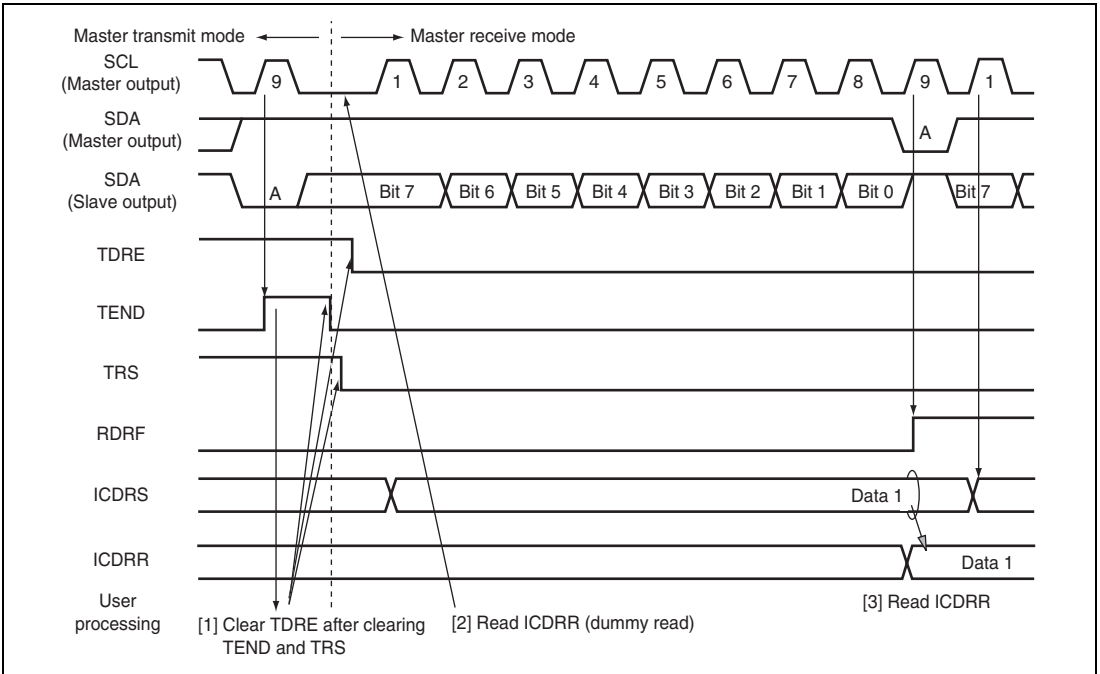 Master transmit mode Master receive mode
SCL
(Master output)
9 1 2 3 4 5 6 7 8 9 1
SDA
(Master output)
A
SDA
(Slave output)
A Bit 7 Bit 6 Bit 5 Bit 4 Bit 3 Bit 2 Bit 1 Bit 0 Bit 7
TDRE
TEND
TRS
RDRF
ICDRS
Data 1
ICDRR
Data 1
User
processing
[1] Clear TDRE after clearing
TEND and TRS
[2] Read ICDRR (dummy read)
[3] Read ICDRR